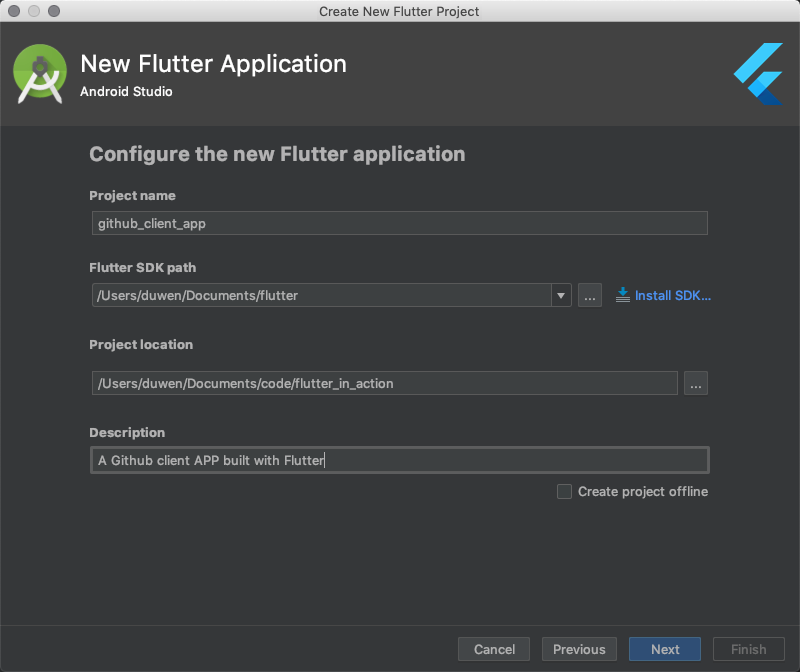 Create New Flutter Project
New Flutter Application
Android Studio
Configure the new Flutter application
Project name
github_client_app
Flutter SDK path
/Users/duwen/Documents/flutter
...
Install SDK...
Project location
/Users/duwen/Documents/code/flutter_in_action
...
Description
A Github client APP built with Flutter
Create project offline
Cancel
Previous
Next
Finish